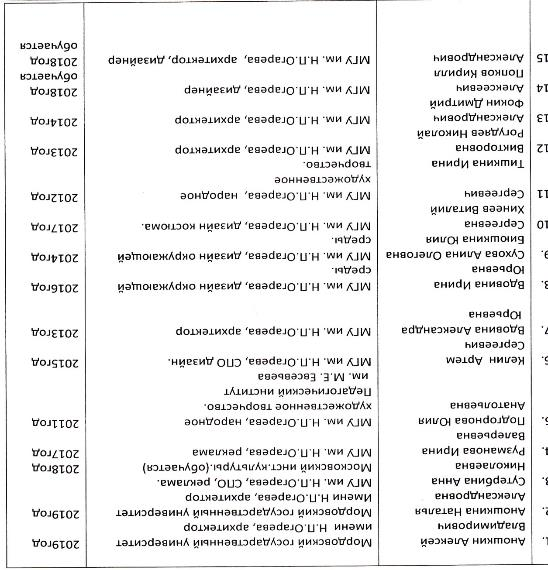 1. Аношин Алексей Мордовский государственный университет 2019год
Владимирович имени Н.П.Огарева, архитектор
2. Аношкина Наталья Мордовский государственный университет 2019год
Александровна Имени Н.П.Огарева, архитектор
3. Сутербина Анна МГУ им. Н.П.Огарева, СПО, реклама.
Николаевна Московский инст.культуры.(обучается) 2018год
4. Рузманова Ирина МГУ им. Н.П.Огарева, реклама 2017год
Валерьевна
5. Подгорнова Юлия МГУ им. Н.П.Огарева, народное 2011год
Анатольевна художественное творчество.
Педагогический институт
им. М.Е. Евсевьева
6. Келин Артем МГУ им. Н.П.Огарева, СПО дизайн. 2015год
Сергеевич
7. Вдовина Александра МГУ им. Н.П.Огарева, архитектор 2013год
Юрьевна
8. Вдовина Ирина МГУ им. Н.П.Огарева, дизайн окружающей 2016год
Юрьевна среды.
9. Сухова Алина Олеговна МГУ им. Н.П.Огарева, дизайн окружающей 2014год
Биюшкина Юлия среды.
10 Сергеевна МГУ им. Н.П.Огарева, дизайн костюма. 2017год
Хинеев Виталий
11 Сергеевич МГУ им. Н.П.Огарева, народное 2012год
художественное
Тишкина Ирина творчество.
12 Викторовна МГУ им. Н.П.Огарева, архитектор 2013год
Рогудяев Николай
13 Александрович МГУ им. Н.П.Огарева, архитектор 2014год
Фокин Дмитрий
14 Алексеевич МГУ им. Н.П.Огарева, дизайнер 2018год
Попков Кирилл обучается
15 Александрович МГУ им. Н.П.Огарева, архитектор, дизайнер 2018год
обучается